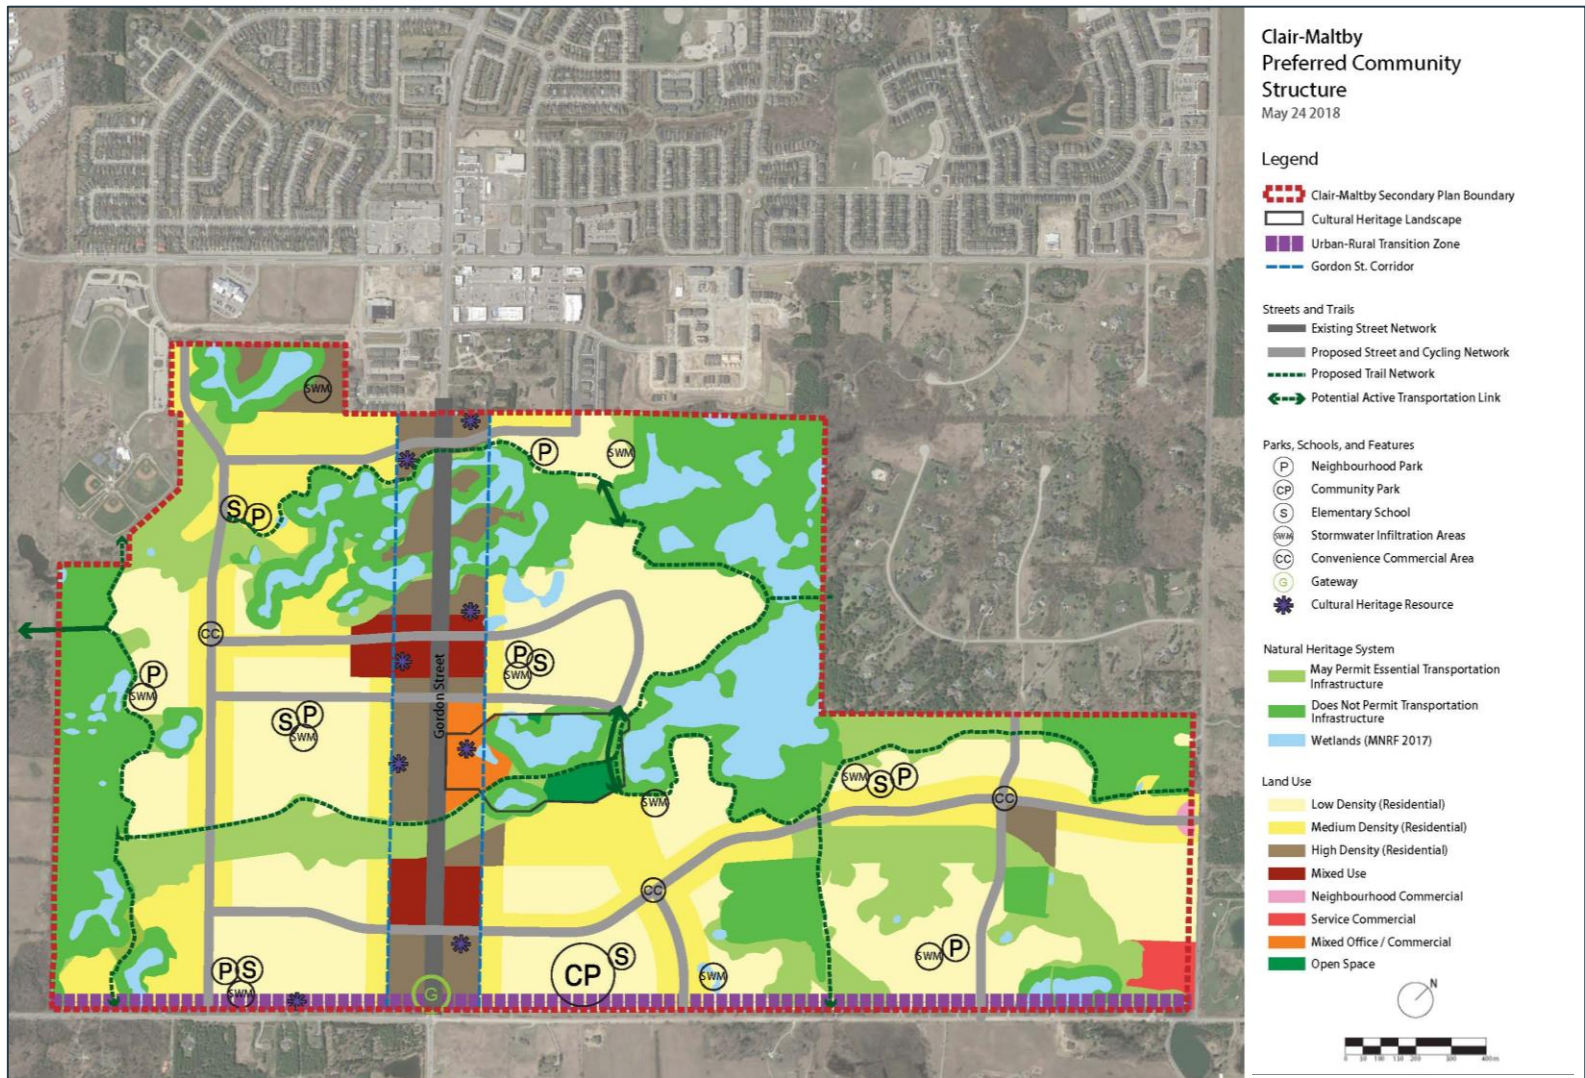 Clair-Maltby
Preferred Community
Structure
May 24 2018
Legend
Clair-Maltby Secondary Plan Boundary
Cultural Heritage Landscape
Urban-Rural Transition Zone
Gordon St. Corridor
Streets and Trails
Existing Street Network
Proposed Street and Cycling Network
Proposed Trail Network
Potential Active Transportation Link
Parks, Schools, and Features
P Neighbourhood Park
CP Community Park
S Elementary School
SWM Stormwater Infiltration Areas
CC Convenience Commercial Area
G Gateway
Cultural Heritage Resource
Natural Heritage System
May Permit Essential Transportation
Infrastructure
Does Not Permit Transportation
Infrastructure
Wetlands (MNRF 2017)
Land Use
Low Density (Residential)
Medium Density (Residential)
High Density (Residential)
Mixed Use
Neighbourhood Commercial
Service Commercial
Mixed Office / Commercial
Open Space
N
SWM
P
SWM
S P
CC
P
S
SWM
Gordon Street
P
SWM
P
S
SWM
SWM
SWM S P
CC
CC
P
SWM
P S
SWM
S
CP
SWM
G